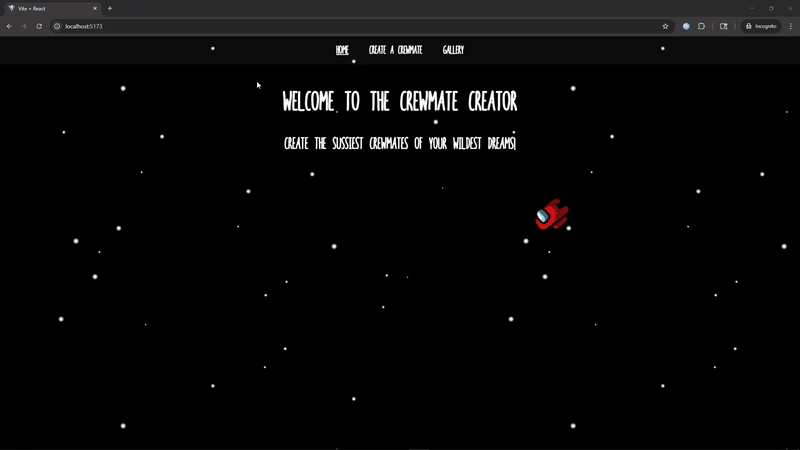 Vite + React
localhost:5173
Incognito
HOME CREATE A CREWMATE GALLERY
WELCOME TO THE CREWMATE CREATOR
CREATE THE SUSSIEST CREWMATES OF YOUR WILDEST DREAMS!